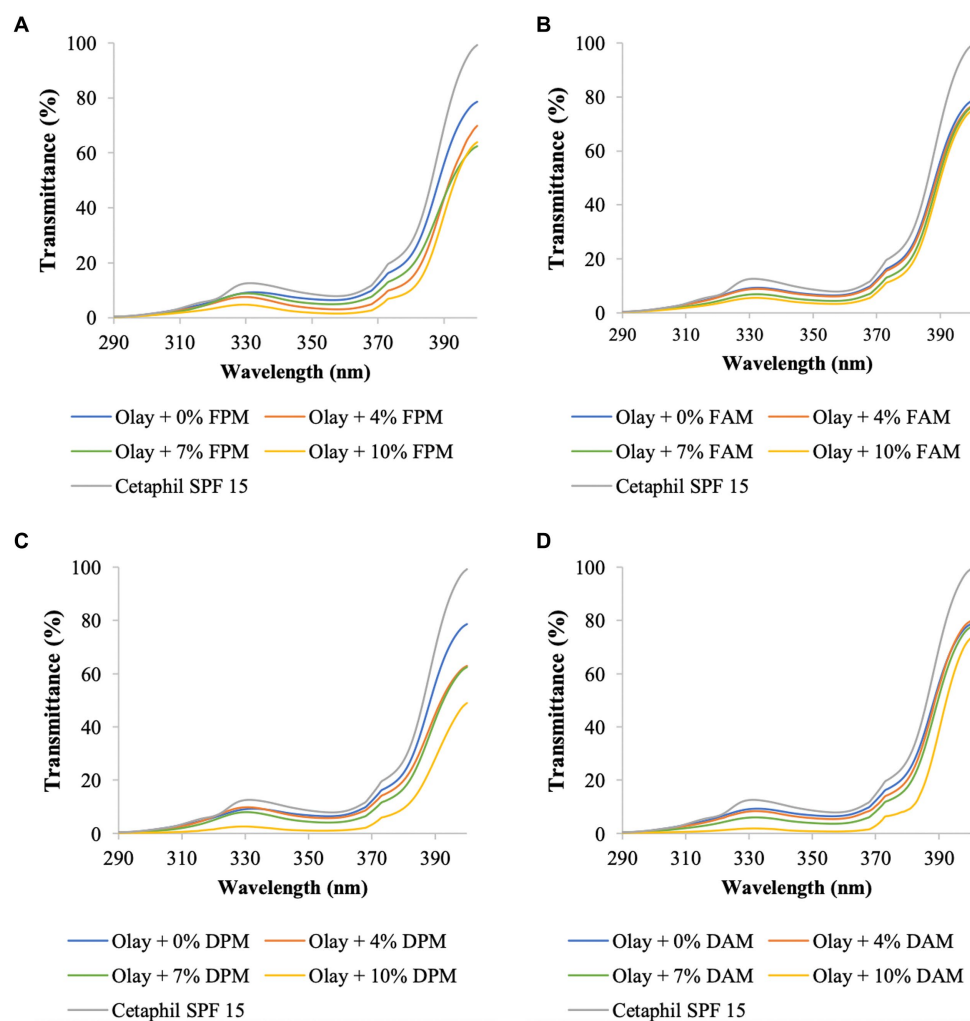 A
B
100
80
60
40
20
0
Transmittance (%)
290 310 330 350 370 390
Wavelength (nm)
Olay + 0% FPM Olay + 4% FPM
Olay + 7% FPM Olay + 10% FPM
Cetaphil SPF 15
100
80
60
40
20
0
Transmittance (%)
290 310 330 350 370 390
Wavelength (nm)
Olay + 0% FAM Olay + 4% FAM
Olay + 7% FAM Olay + 10% FAM
Cetaphil SPF 15
C
D
100
80
60
40
20
0
Transmittance (%)
290 310 330 350 370 390
Wavelength (nm)
Olay + 0% DPM Olay + 4% DPM
Olay + 7% DPM Olay + 10% DPM
Cetaphil SPF 15
100
80
60
40
20
0
Transmittance (%)
290 310 330 350 370 390
Wavelength (nm)
Olay + 0% DAM Olay + 4% DAM
Olay + 7% DAM Olay + 10% DAM
Cetaphil SPF 15